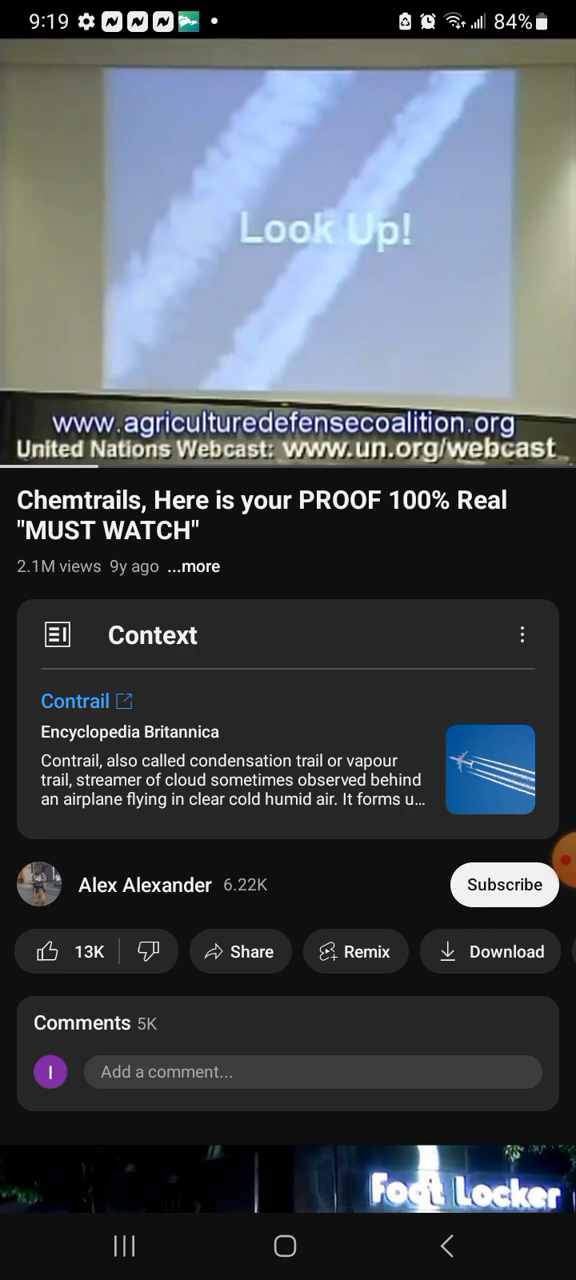 9:19
84%
Look Up!
www.agriculturedefensecoalition.org
United Nations Webcast: www.un.org/webcast
Chemtrails, Here is your PROOF 100% Real
"MUST WATCH"
2.1M views 9y ago ...more
Context
Contrail
Encyclopedia Britannica
Contrail, also called condensation trail or vapour
trail, streamer of cloud sometimes observed behind
an airplane flying in clear cold humid air. It forms u...
Alex Alexander 6.22K
Subscribe
13K
Share
Remix
Download
Comments 5K
I
Add a comment...
Foot Locker